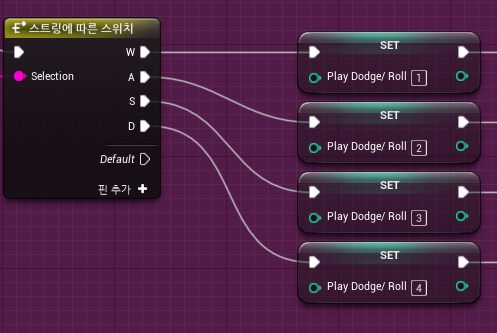 스트링에 따른 스위치
W
Selection
A
S
D
Default
핀 추가
SET
Play Dodge/ Roll 1
SET
Play Dodge/ Roll 2
SET
Play Dodge/ Roll 3
SET
Play Dodge/ Roll 4